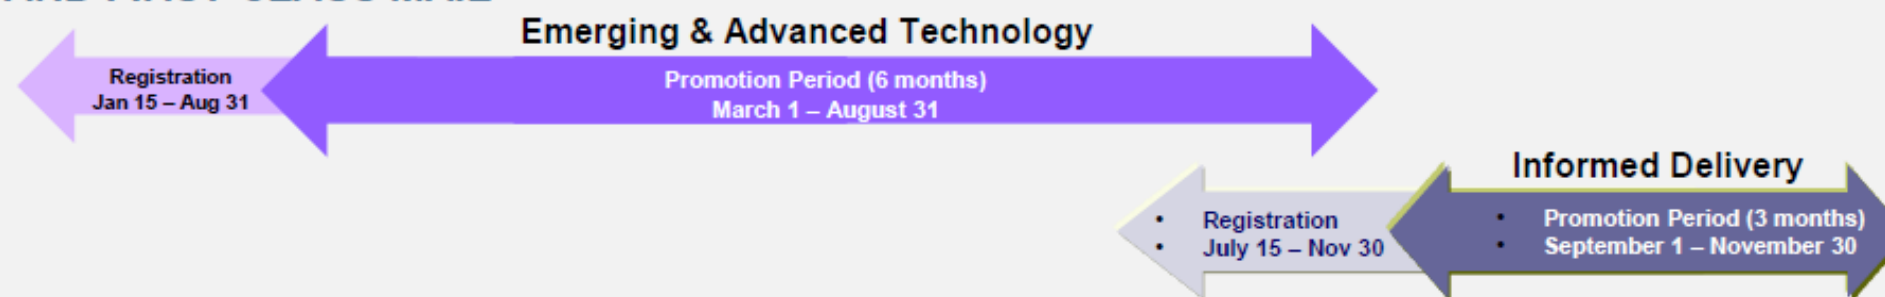 Emerging & Advanced Technology
Registration
Jan 15 – Aug 31
Promotion Period (6 months)
March 1 – August 31
Informed Delivery
• Registration
• July 15 – Nov 30
• Promotion Period (3 months)
• September 1 – November 30